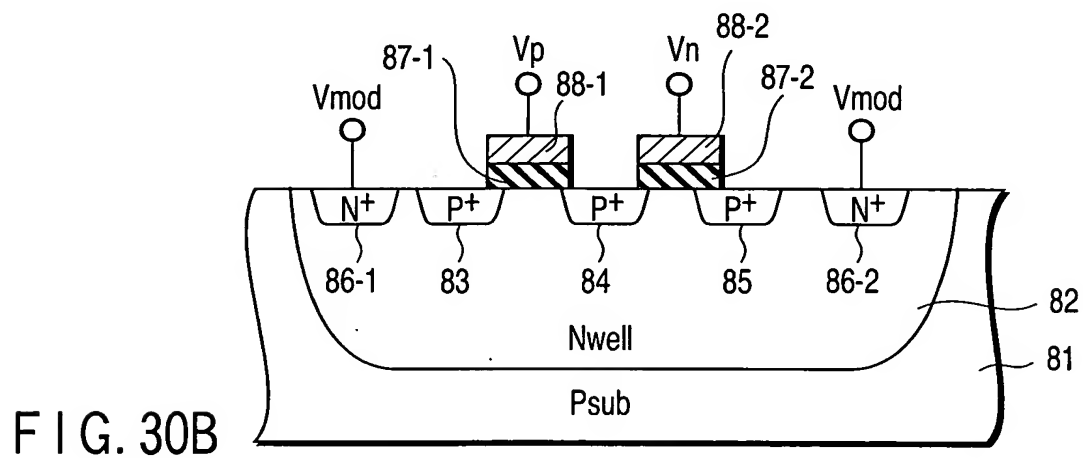 88-2
Vp
Vn
87-1
87-2
88-1
Vmod
Vmod
N+
P+
P+
P+
N+
86-1
83
84
85
86-2
82
Nwell
81
Psub
FIG. 30B